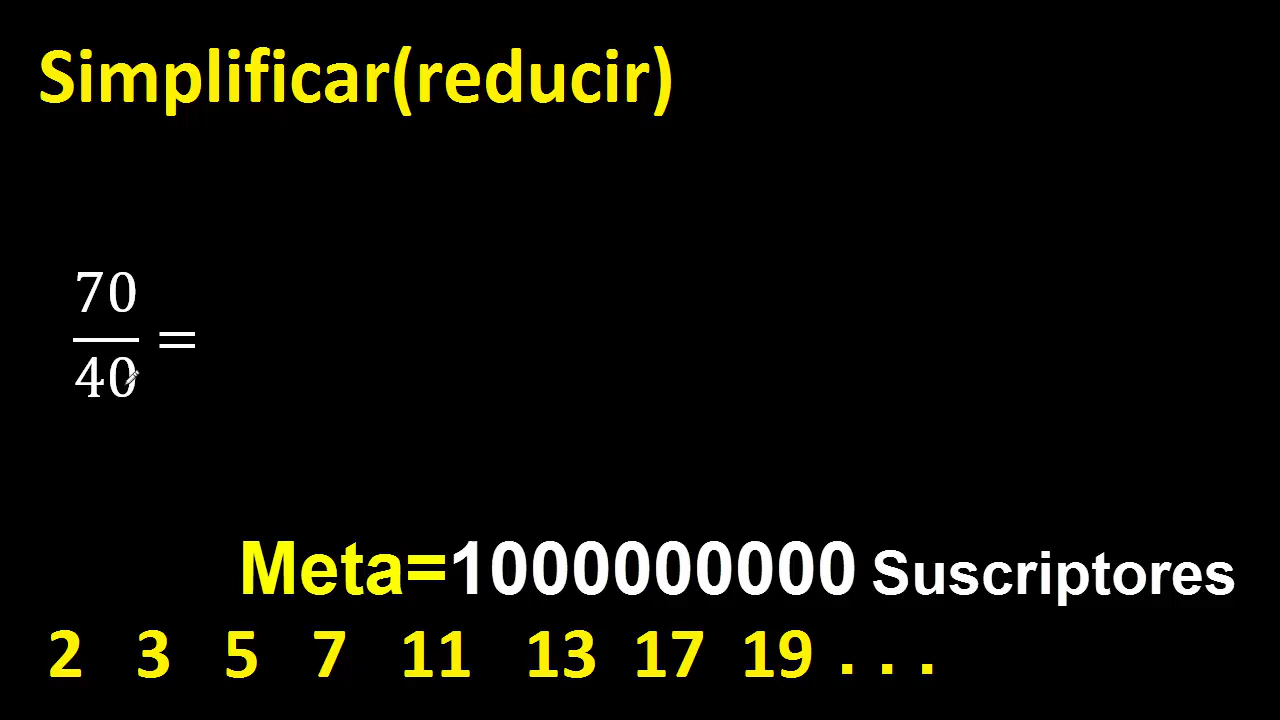 Simplificar(reducir)
70
40
=
Meta=1000000000 Suscriptores
2 3 5 7 11 13 17 19 . . .